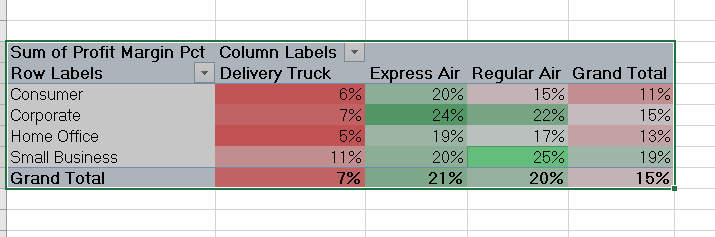 Sum of Profit Margin Pct Column Labels
Row Labels Delivery Truck Express Air Regular Air Grand Total
Consumer 6% 20% 15% 11%
Corporate 7% 24% 22% 15%
Home Office 5% 19% 17% 13%
Small Business 11% 20% 25% 19%
Grand Total 7% 21% 20% 15%